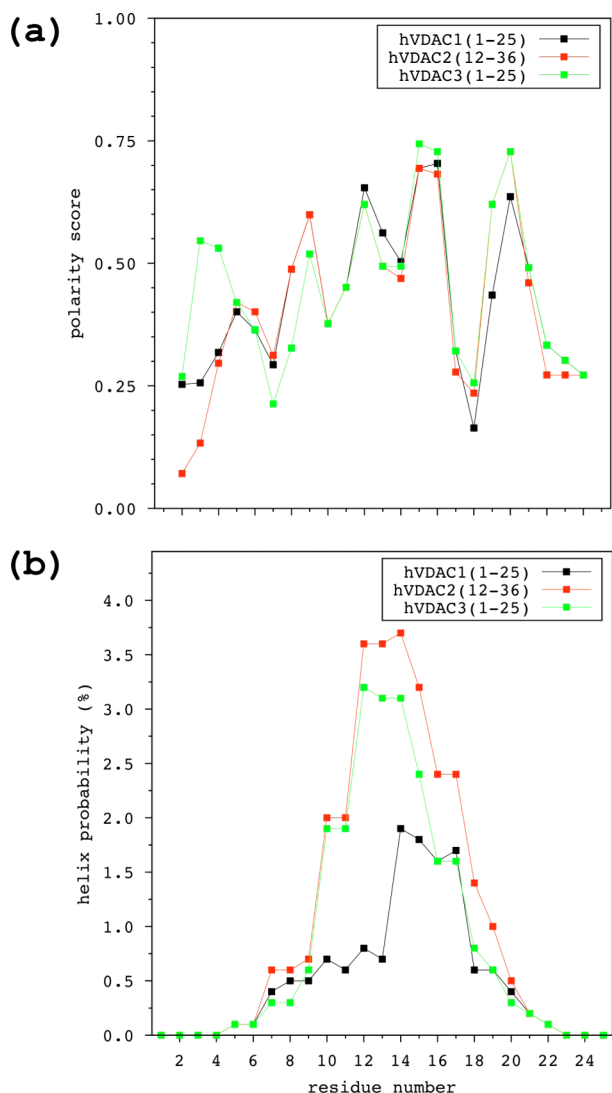 (a)
1.00
0.75
0.50
0.25
0.00
polarity score
hVDAC1(1-25)
hVDAC2(12-36)
hVDAC3(1-25)
(b)
4.0
3.5
3.0
2.5
2.0
1.5
1.0
0.5
0.0
helix probability (%)
hVDAC1(1-25)
hVDAC2(12-36)
hVDAC3(1-25)
2 4 6 8 10 12 14 16 18 20 22 24
residue number